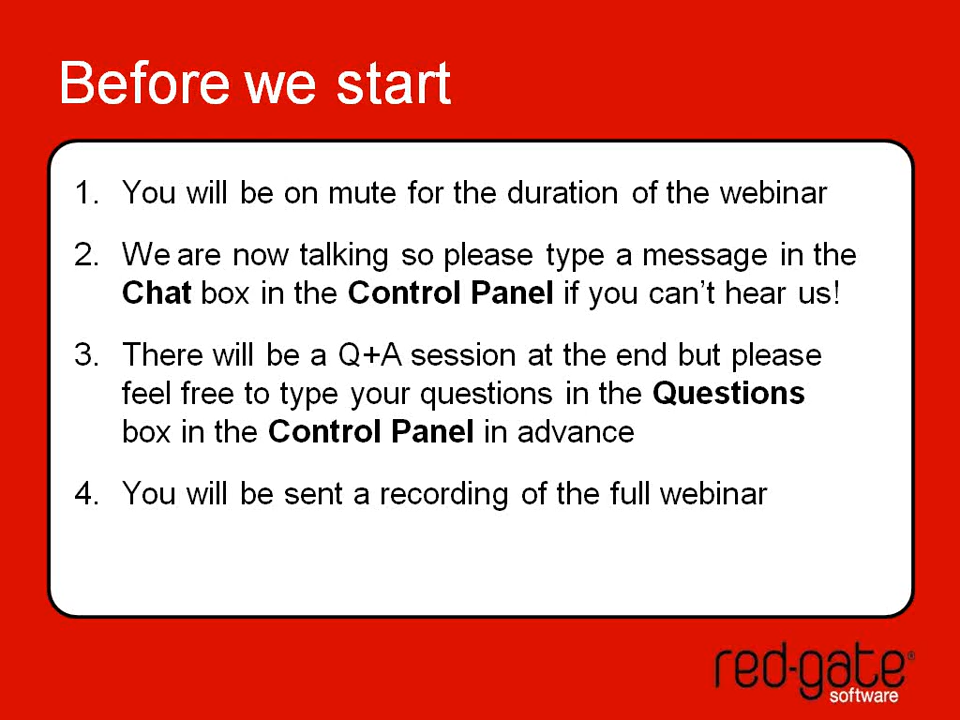 Before we start
1. You will be on mute for the duration of the webinar
2. We are now talking so please type a message in the
Chat box in the Control Panel if you can't hear us!
3. There will be a Q+A session at the end but please
feel free to type your questions in the Questions
box in the Control Panel in advance
4. You will be sent a recording of the full webinar
red-gate®
software